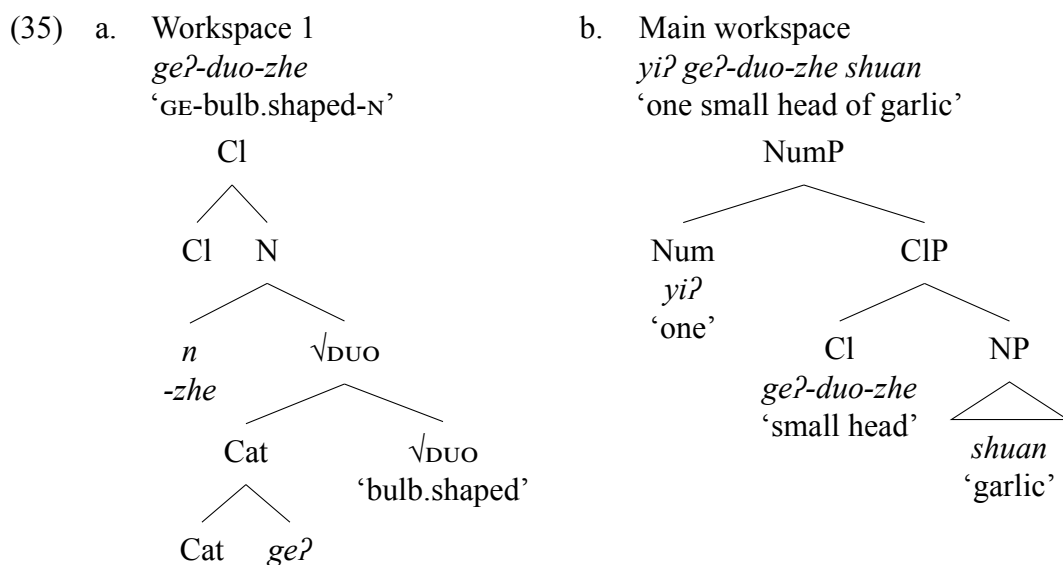 (35) a. Workspace 1 b. Main workspace
geʔ-duo-zhe yiʔ geʔ-duo-zhe shuan
‘GE-bulb.shaped-N’ ‘one small head of garlic’
Cl NumP
Cl N Num ClP
yiʔ
‘one’
n √DUO Cl NP
-zhe geʔ-duo-zhe
‘small head’
Cat √DUO shuan
‘bulb.shaped’ ‘garlic’
Cat geʔ